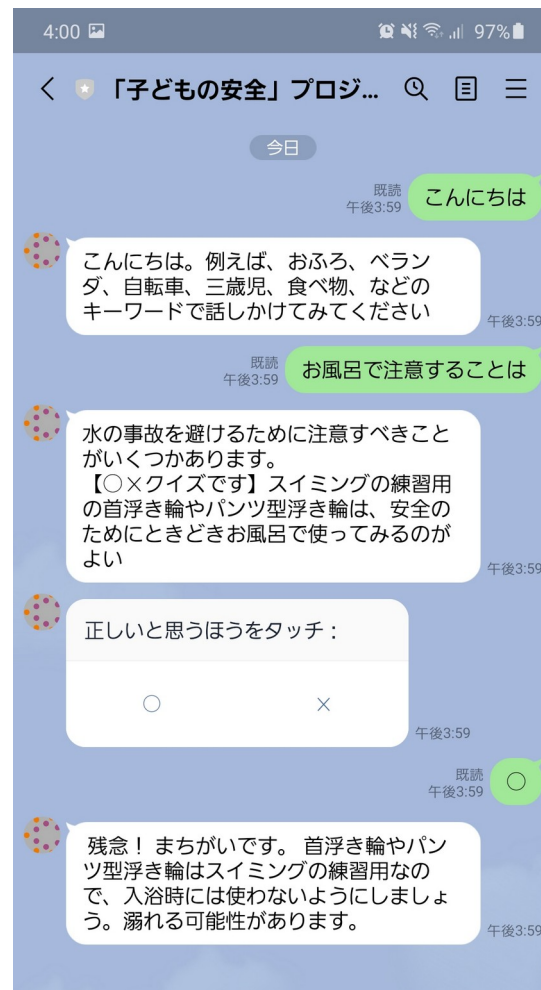 4:00 97%
「子どもの安全」プロジ...
今日
既読
午後3:59
こんにちは
こんにちは。例えば、おふろ、ベラン
ダ、自転車、三歳児、食べ物、などの
キーワードで話しかけてみてください
午後3:59
既読
午後3:59
お風呂で注意することは
水の事故を避けるために注意すべきこと
がいくつかあります。
【○×クイズです】スイミングの練習用
の首浮き輪やパンツ型浮き輪は、安全の
ためにときどきお風呂で使ってみるのが
よい
午後3:59
正しいと思うほうをタッチ：
○ ×
午後3:59
既読
午後3:59
○
残念！ まちがいです。 首浮き輪やパン
ツ型浮き輪はスイミングの練習用なの
で、入浴時には使わないようにしましょ
う。溺れる可能性があります。
午後3:59